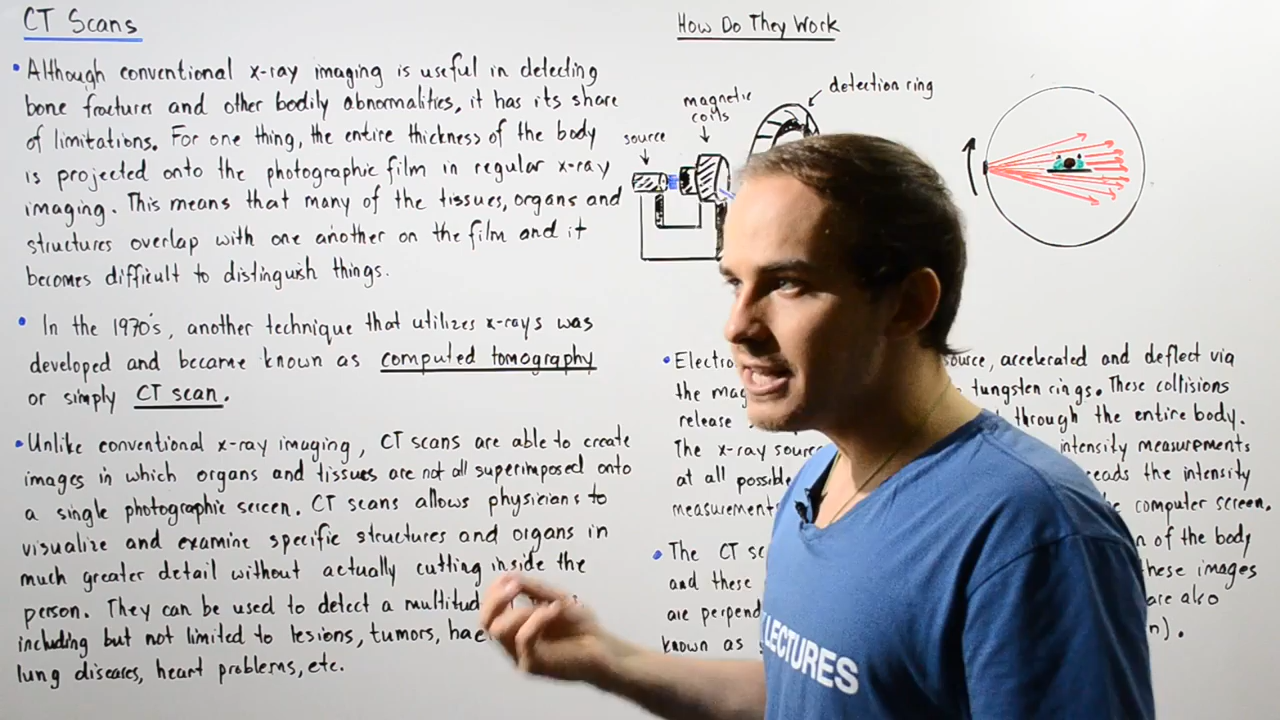 CT Scans
• Although conventional x-ray imaging is useful in detecting
bone fractures and other bodily abnormalities, it has its share
of limitations. For one thing, the entire thickness of the body
is projected onto the photographic film in regular x-ray
imaging. This means that many of the tissues, organs and
structures overlap with one another on the film and it
becomes difficult to distinguish things.
• In the 1970's, another technique that utilizes x-rays was
developed and became known as computed tomography
or simply CT scan.
• Unlike conventional x-ray imaging, CT scans are able to create
images in which organs and tissues are not all superimposed onto
a single photographic screen. CT scans allows physicians to
visualize and examine specific structures and organs in
much greater detail without actually cutting inside the
person. They can be used to detect a
including but not limited to lesions, tumors,
lung diseases, heart problems, etc.
How Do They Work
detection ring
magnetic
coils
source
source, accelerated and deflect via
the tungsten rings. These collisions
release through the entire body.
The x-ray intensity measurements
at all the intensity
measurements computer screen.
• The CT of the body
and these these images
are are also
known as
LECTURES